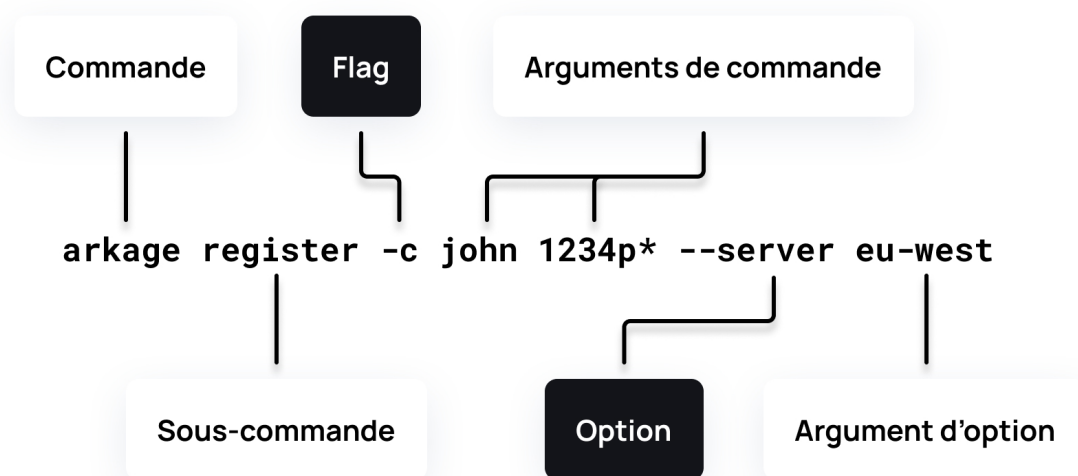 Commande
Flag
Arguments de commande
arkage register -c john 1234p* --server eu-west
Sous-commande
Option
Argument d’option